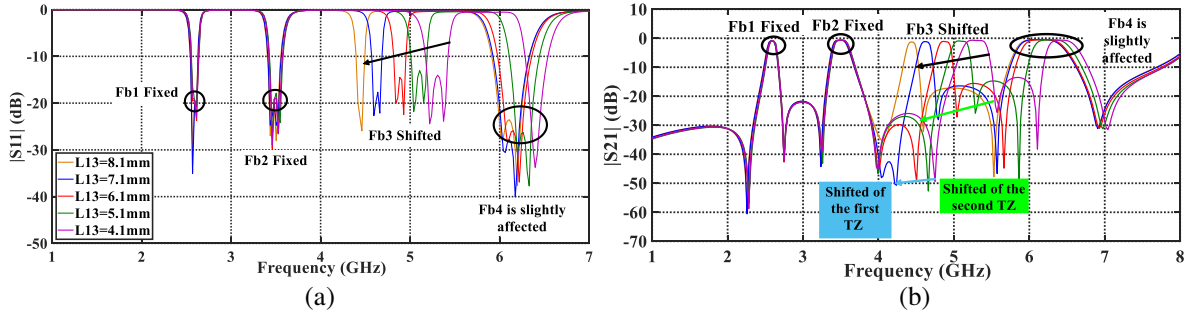 0
-10
-20
-30
-40
-50
|S11| (dB)
Fb1 Fixed
Fb2 Fixed
Fb3 Shifted
Fb4 is slightly
affected
L13=8.1mm
L13=7.1mm
L13=6.1mm
L13=5.1mm
L13=4.1mm
1 2 3 4 5 6 7
Frequency (GHz)
(a)
10
0
-10
-20
-30
-40
-50
-60
-70
|S21| (dB)
Fb1 Fixed
Fb2 Fixed
Fb3 Shifted
Fb4 is
slightly
affected
Shifted of
the first
TZ
Shifted of the
second TZ
1 2 3 4 5 6 7 8
Frequency (GHz)
(b)